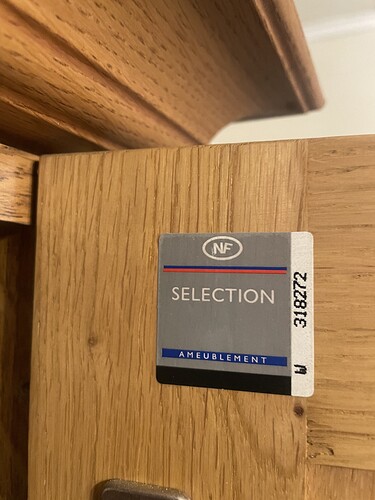 NF
SELECTION
AMEUBLEMENT
W 318272